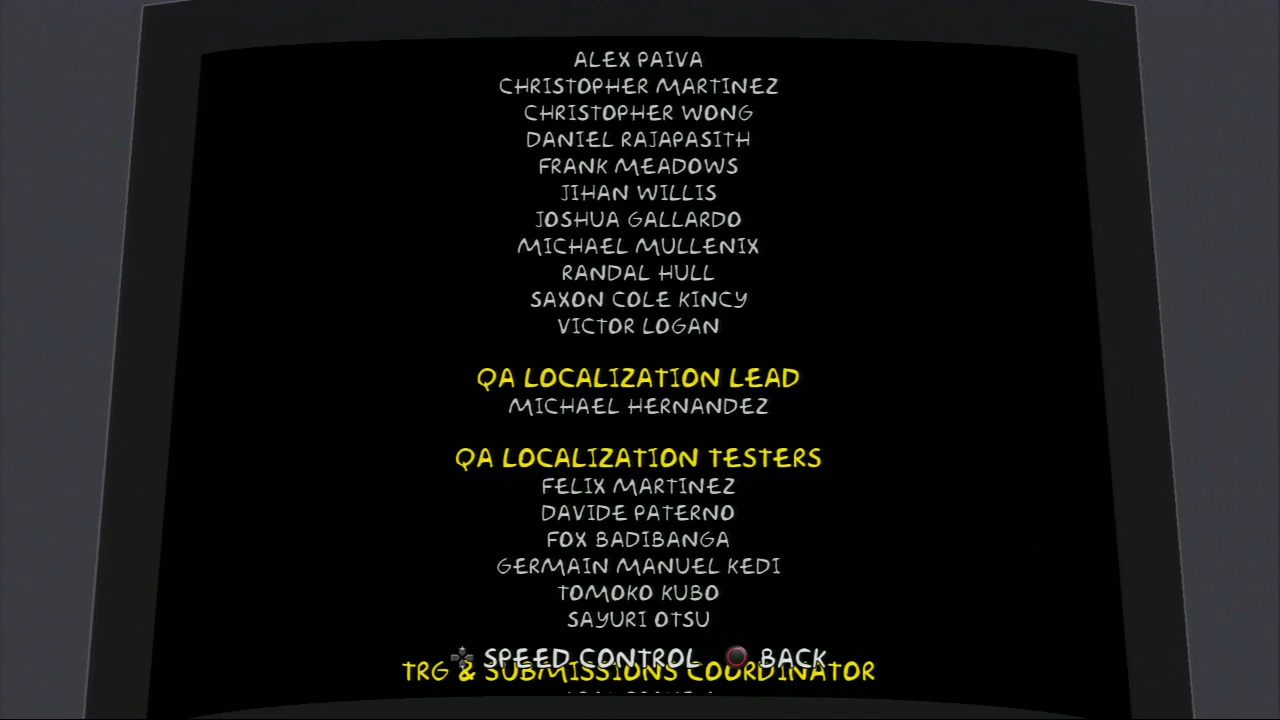 ALEX PAIVA
CHRISTOPHER MARTINEZ
CHRISTOPHER WONG
DANIEL RAJAPASITH
FRANK MEADOWS
JIHAN WILLIS
JOSHUA GALLARDO
MICHAEL MULLENIX
RANDAL HULL
SAXON COLE KINCY
VICTOR LOGAN
QA LOCALIZATION LEAD
MICHAEL HERNANDEZ
QA LOCALIZATION TESTERS
FELIX MARTINEZ
DAVIDE PATERNO
FOX BADIBANGA
GERMAIN MANUEL KEDI
TOMOKO KUBO
SAYURI OTSU
SPEED CONTROL BACK
TRG & SUBMISSIONS COORDINATOR